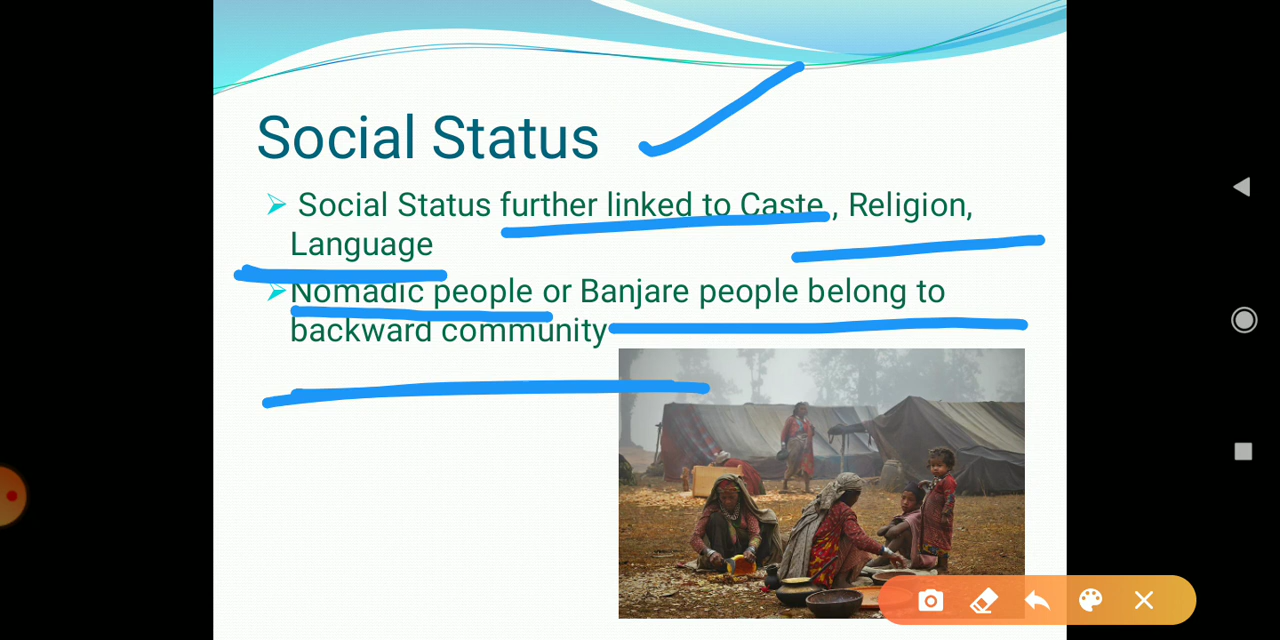 Social Status
Social Status further linked to Caste , Religion,
Language
Nomadic people or Banjare people belong to
backward community